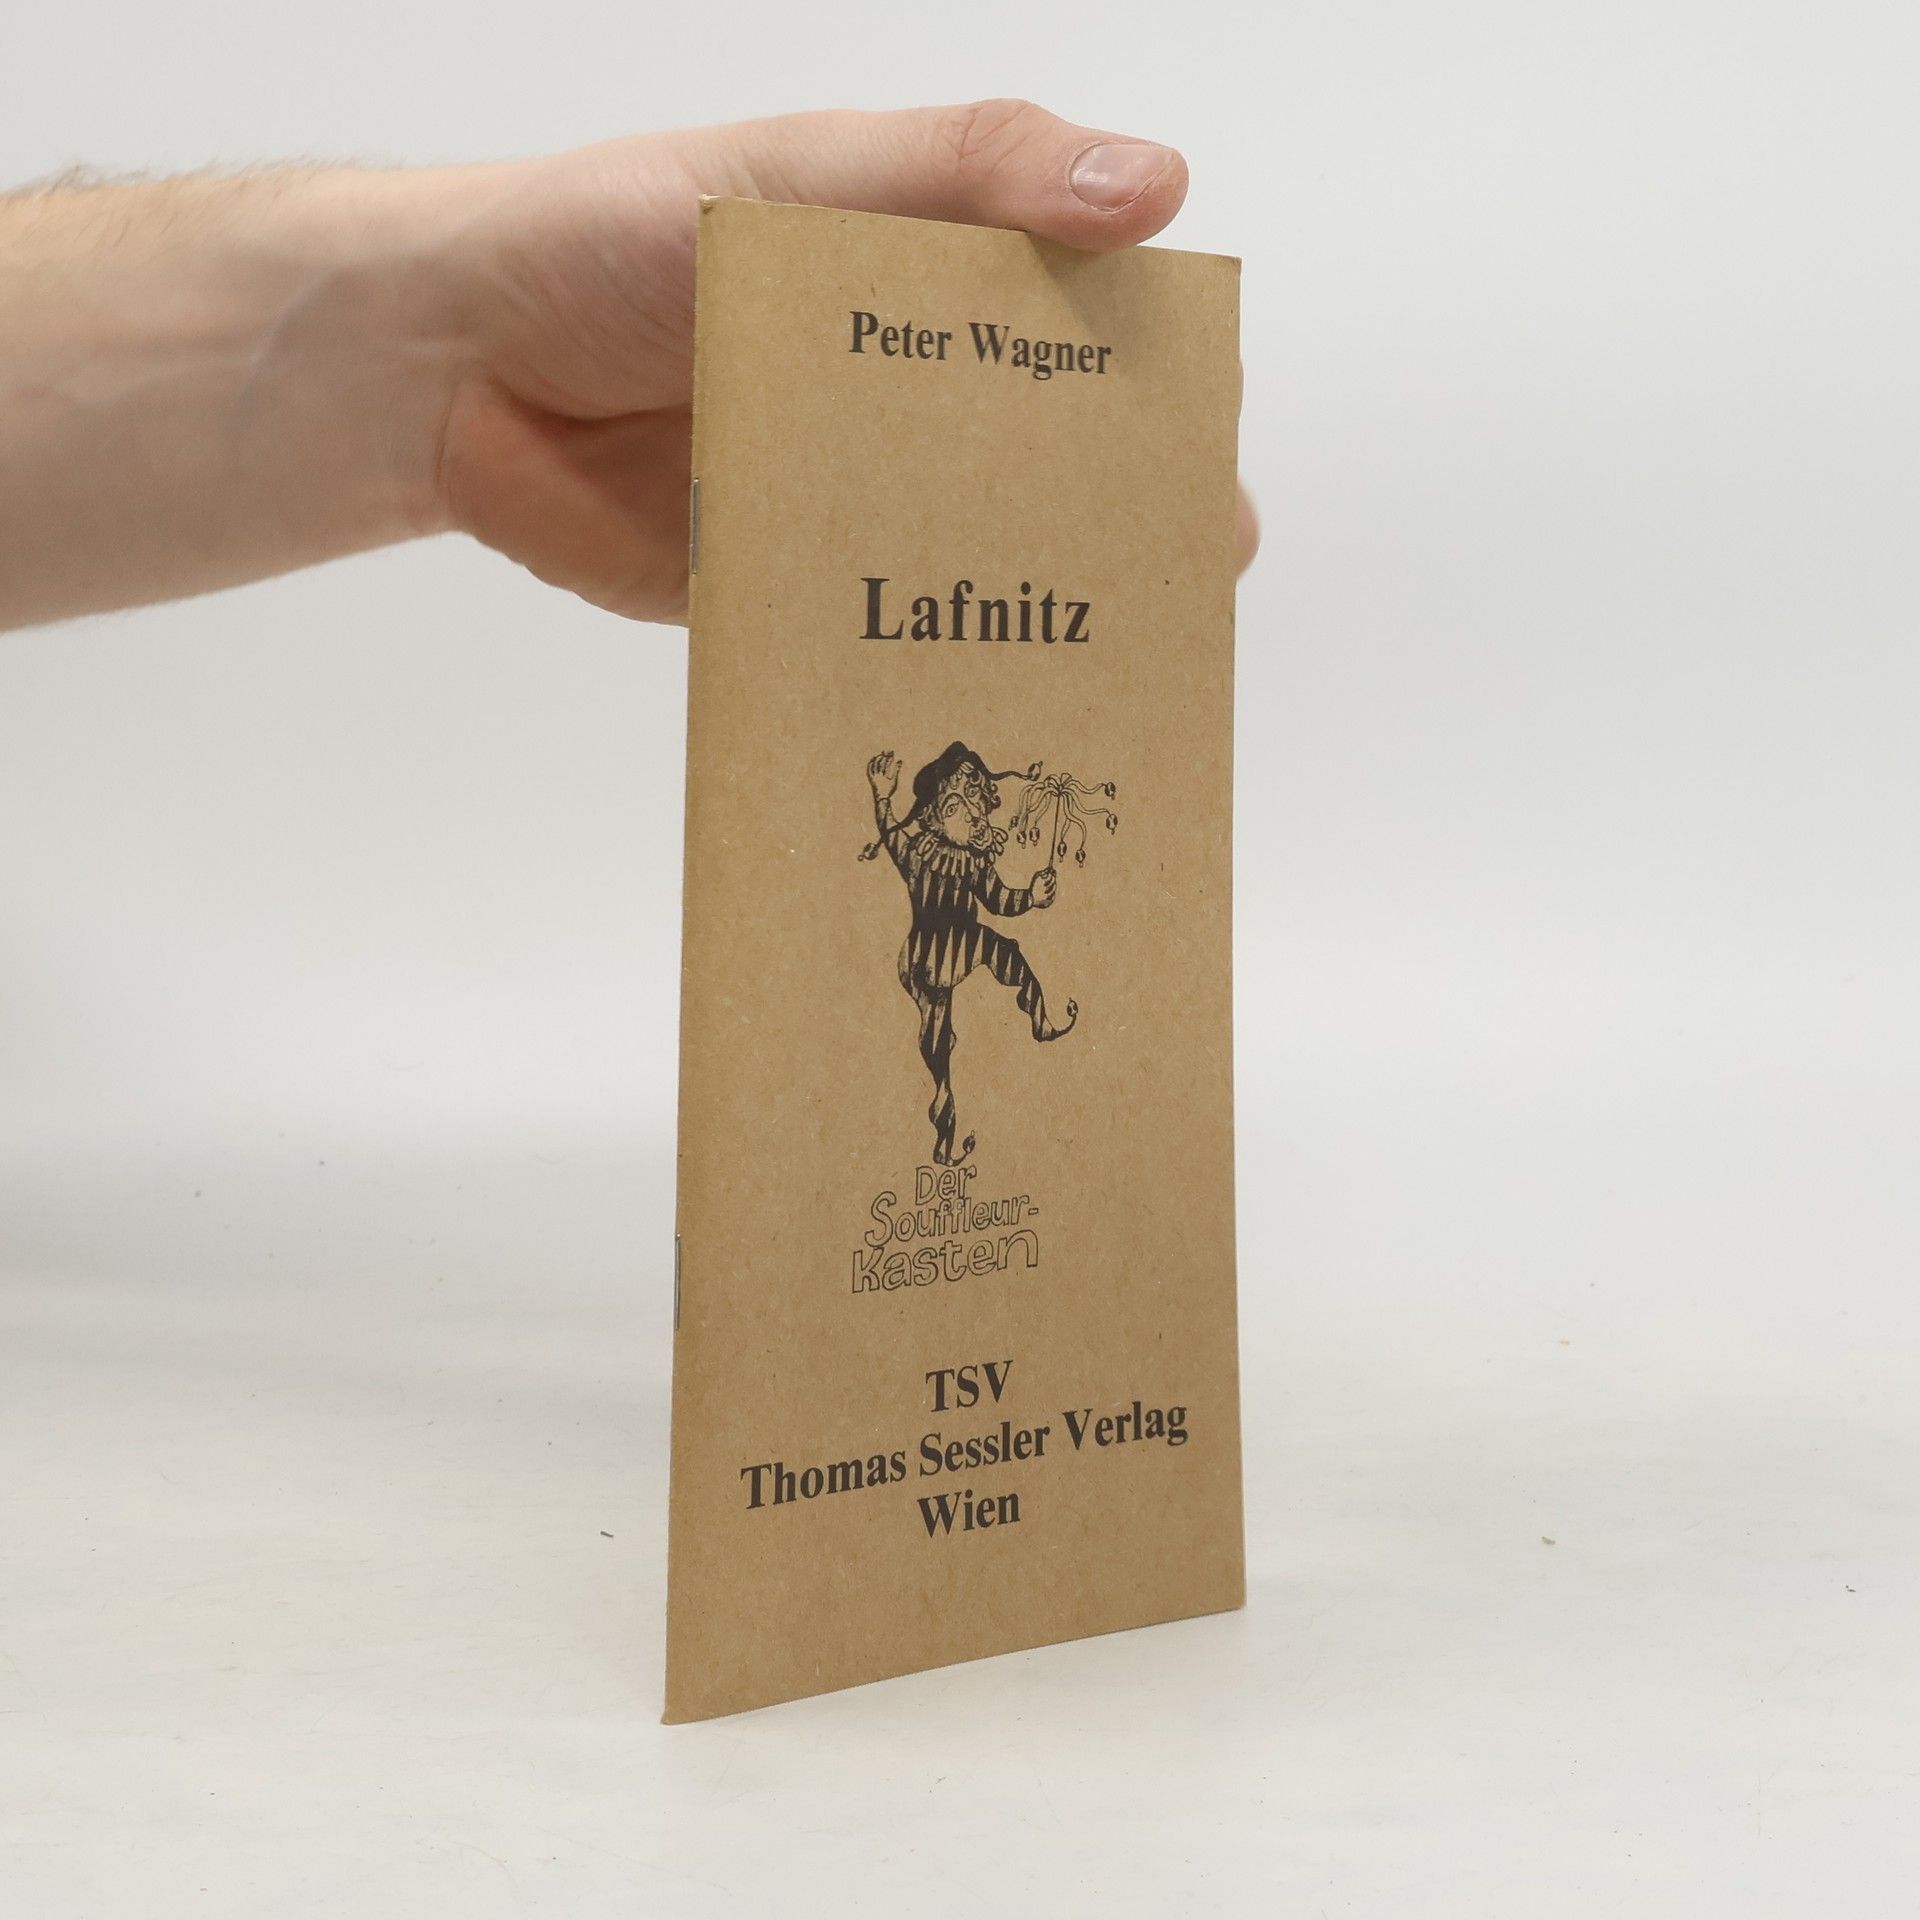 Peter Wagner
Lafnitz
Der
Souffleur-
Kasten
TSV
Thomas Sessler Verlag
Wien